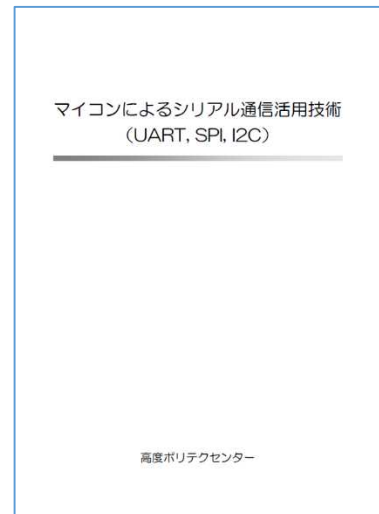 マイコンによるシリアル通信活用技術
（UART, SPI, I2C）
高度ポリテクセンター